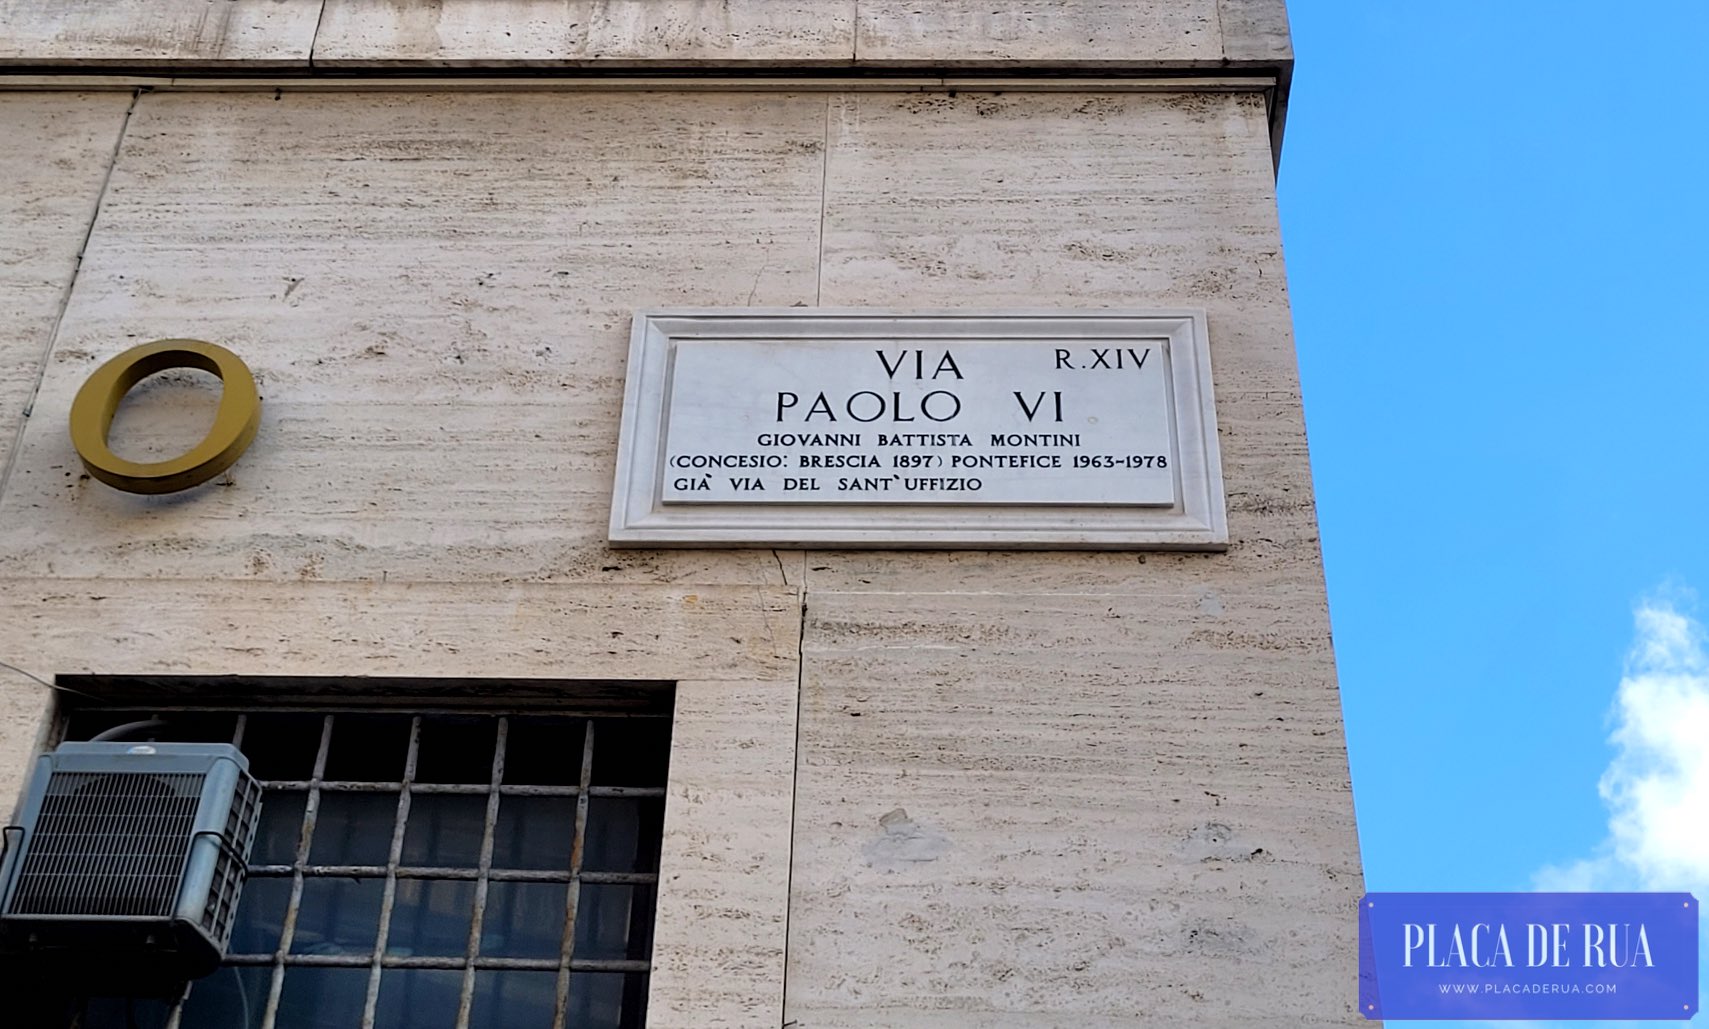 O
VIA R.XIV
PAOLO VI
GIOVANNI BATTISTA MONTINI
(CONCESIO: BRESCIA 1897) PONTEFICE 1963-1978
GIÀ VIA DEL SANT'UFFIZIO
PLACA DE RUA
WWW.PLACADERUA.COM